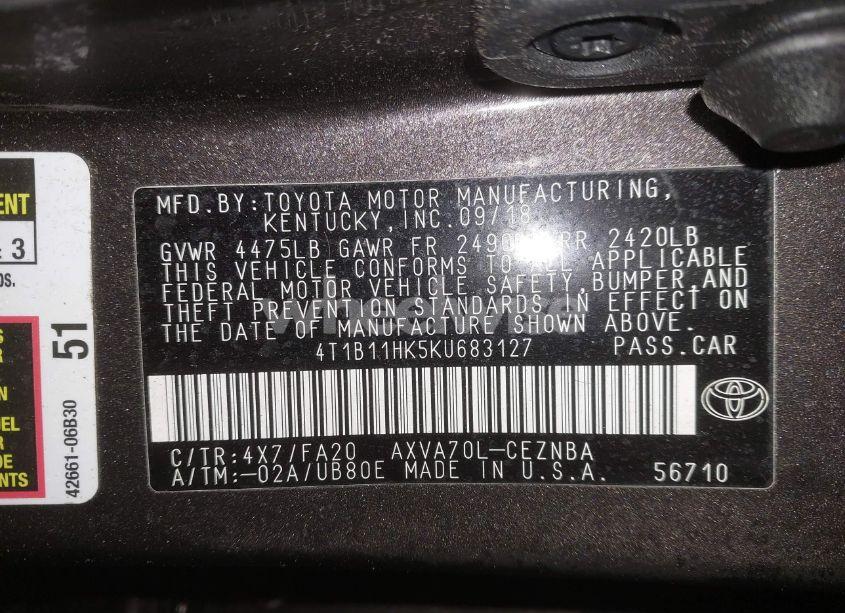 MFD. BY: TOYOTA MOTOR MANUFACTURING,
KENTUCKY, INC. 09/18
GVWR 4475LB GAWR FR RR 2420LB
THIS VEHICLE CONFORMS TO ALL APPLICABLE
FEDERAL MOTOR VEHICLE SAFETY, BUMPER, AND
THEFT PREVENTION STANDARDS IN EFFECT ON
THE DATE OF MANUFACTURE SHOWN ABOVE.
4T1B11HK5KU683127 PASS.CAR
C/TR:4X7/FA20 AXVA70L-CEZNBA
A/TM:-02A/UB80E MADE IN U.S.A. 56710
3
51
42661-06B30